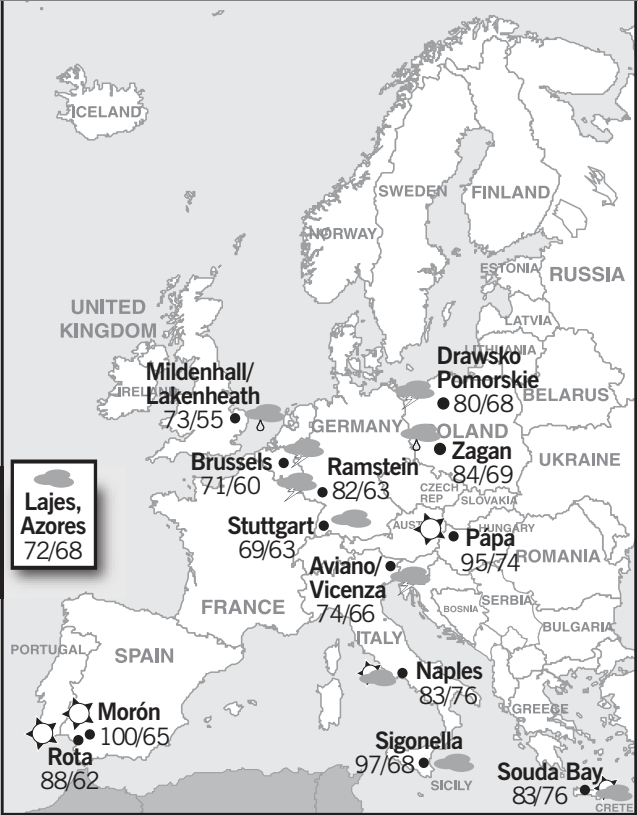 ICELAND
SWEDEN
FINLAND
NORWAY
ESTONIA
RUSSIA
LATVIA
LITHUANIA
UNITED
KINGDOM
IRELAND
Mildenhall/
Lakenheath
73/55
Drawsko
Pomorskie
80/68
BELARUS
GERMANY
OLAND
Zagan
84/69
UKRAINE
Brussels
71/60
Ramstein
82/63
CZECH
REP
SLOVAKIA
Lajes,
Azores
72/68
Stuttgart
69/63
AUST
HUNGARY
Pápa
95/74
ROMANIA
Aviano/
Vicenza
74/66
FRANCE
BOSNIA
SERBIA
BULGARIA
ITALY
PORTUGAL
SPAIN
Naples
83/76
Morón
100/65
Rota
88/62
GREECE
Sigonella
97/68
SICILY
Souda Bay
83/76
CRETE